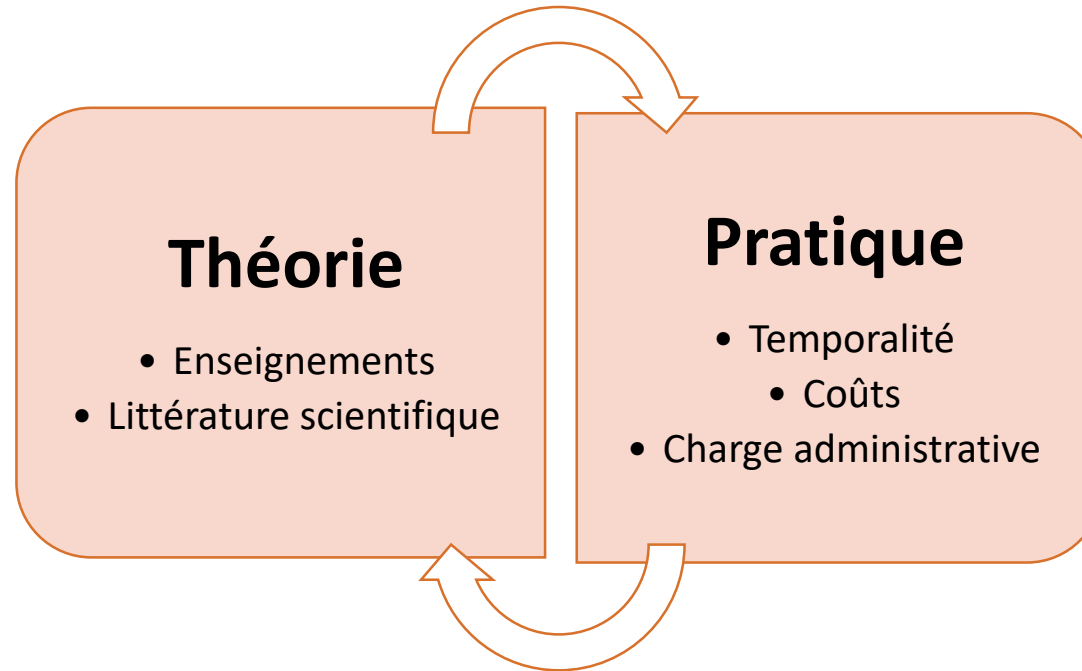 Théorie
• Enseignements
• Littérature scientifique
Pratique
• Temporalité
• Coûts
• Charge administrative